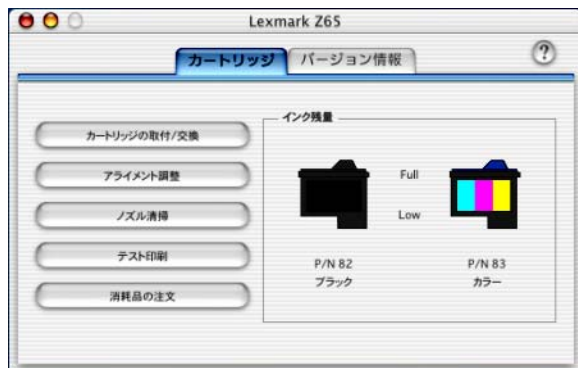 Lexmark Z65
カートリッジ
バージョン情報
?
カートリッジの取付/交換
アライメント調整
ノズル清掃
テスト印刷
消耗品の注文
インク残量
Full
Low
P/N 82
ブラック
P/N 83
カラー